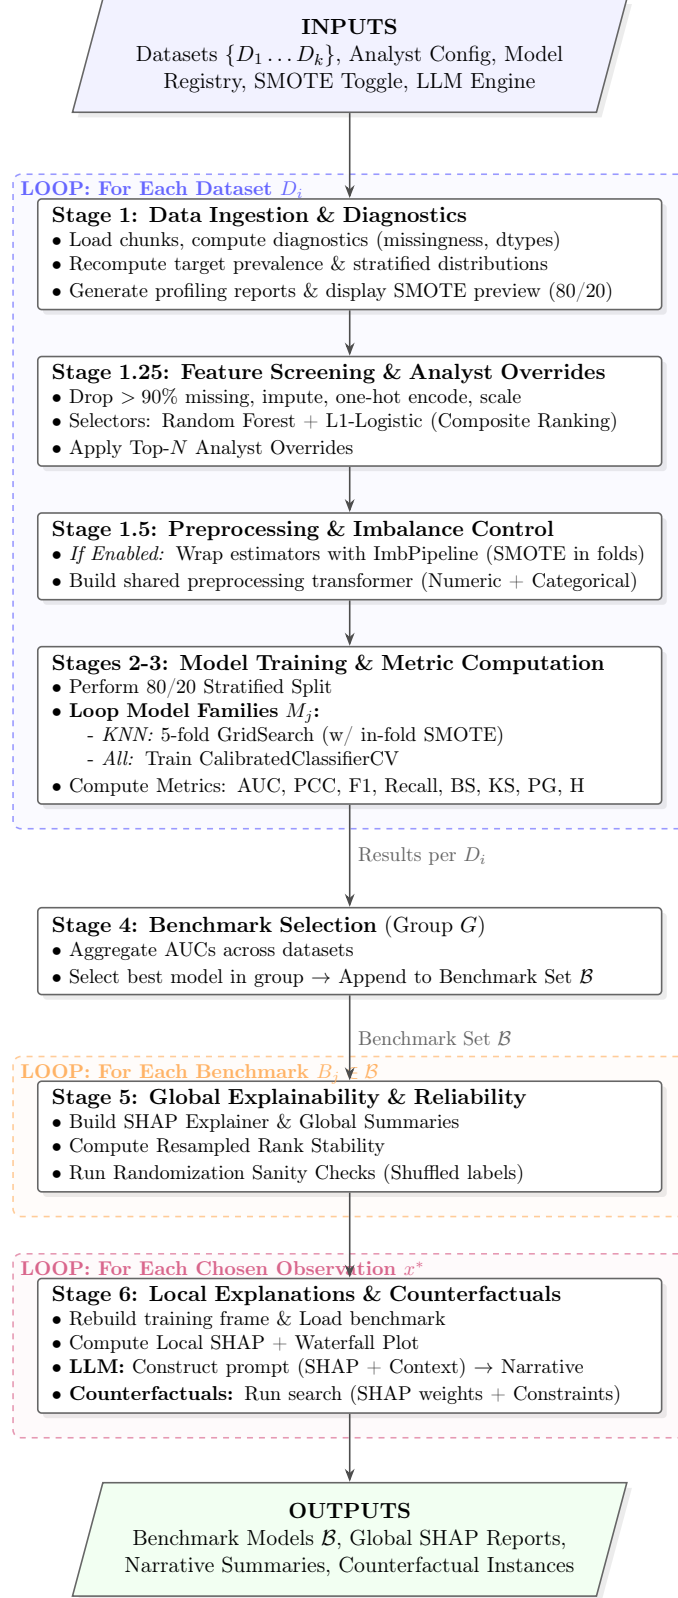 INPUTS
Datasets {D₁ … Dₖ}, Analyst Config, Model
Registry, SMOTE Toggle, LLM Engine
LOOP: For Each Dataset Dᵢ
Stage 1: Data Ingestion & Diagnostics
• Load chunks, compute diagnostics (missingness, dtypes)
• Recompute target prevalence & stratified distributions
• Generate profiling reports & display SMOTE preview (80/20)
Stage 1.25: Feature Screening & Analyst Overrides
• Drop > 90% missing, impute, one-hot encode, scale
• Selectors: Random Forest + L1-Logistic (Composite Ranking)
• Apply Top-N Analyst Overrides
Stage 1.5: Preprocessing & Imbalance Control
• If Enabled: Wrap estimators with ImbPipeline (SMOTE in folds)
• Build shared preprocessing transformer (Numeric + Categorical)
Stages 2-3: Model Training & Metric Computation
• Perform 80/20 Stratified Split
• Loop Model Families Mⱼ:
- KNN: 5-fold GridSearch (w/ in-fold SMOTE)
- All: Train CalibratedClassifierCV
• Compute Metrics: AUC, PCC, F1, Recall, BS, KS, PG, H
Results per Dᵢ
Stage 4: Benchmark Selection (Group G)
• Aggregate AUCs across datasets
• Select best model in group → Append to Benchmark Set ℬ
Benchmark Set ℬ
LOOP: For Each Benchmark Bⱼ ∈ ℬ
Stage 5: Global Explainability & Reliability
• Build SHAP Explainer & Global Summaries
• Compute Resampled Rank Stability
• Run Randomization Sanity Checks (Shuffled labels)
LOOP: For Each Chosen Observation x*
Stage 6: Local Explanations & Counterfactuals
• Rebuild training frame & Load benchmark
• Compute Local SHAP + Waterfall Plot
• LLM: Construct prompt (SHAP + Context) → Narrative
• Counterfactuals: Run search (SHAP weights + Constraints)
OUTPUTS
Benchmark Models ℬ, Global SHAP Reports,
Narrative Summaries, Counterfactual Instances